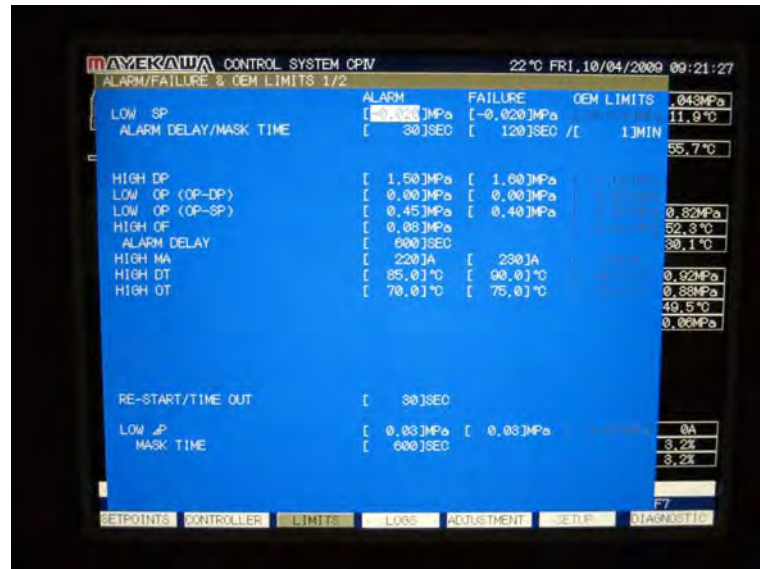 MAYEKAWA CONTROL SYSTEM CPIV 22℃ FRI,10/04/2009 09:21:27
ALARM/FAILURE & OEM LIMITS 1/2
ALARM FAILURE OEM LIMITS .043MPa
LOW SP [-0.020]MPa [-0.020]MPa 11.9℃
ALARM DELAY/MASK TIME [ 30]SEC [ 120]SEC /[ 1]MIN
55.7℃
HIGH DP [ 1.50]MPa [ 1.60]MPa
LOW OP (OP-DP) [ 0.00]MPa [ 0.00]MPa
LOW OP (OP-SP) [ 0.45]MPa [ 0.40]MPa 0.82MPa
HIGH OF [ 0.08]MPa 52.3℃
ALARM DELAY [ 600]SEC 30.1℃
HIGH MA [ 220]A [ 230]A
HIGH DT [ 85.0]℃ [ 90.0]℃ 0.92MPa
HIGH OT [ 70.0]℃ [ 75.0]℃ 0.88MPa
49.5℃
0.06MPa
RE-START/TIME OUT [ 30]SEC
LOW ⊿P [ 0.03]MPa [ 0.03]MPa 0A
MASK TIME [ 600]SEC 3.2%
3.2%
F7
SETPOINTS CONTROLLER LIMITS LOGS ADJUSTMENT SETUP DIAGNOSTIC